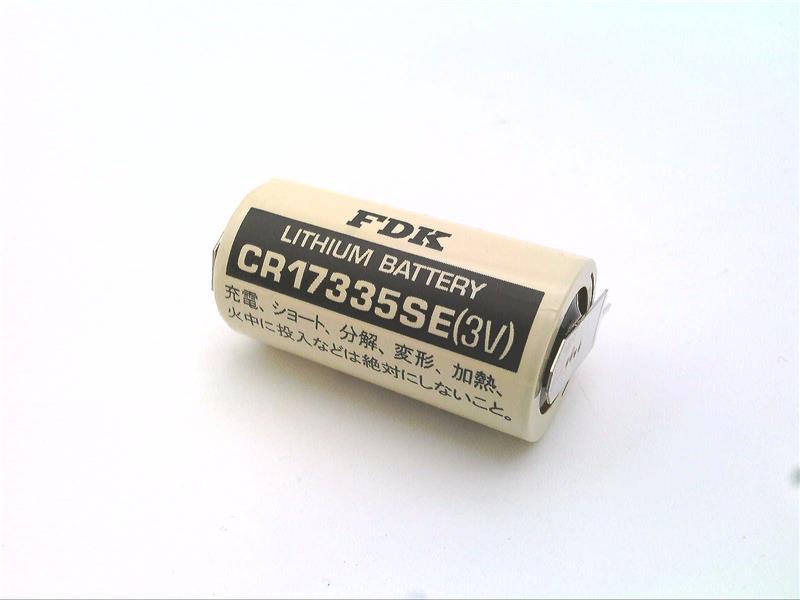 FDK
LITHIUM BATTERY
CR17335SE(3V)
充電、ショート、分解、変形、加熱、
火中に投入などは絶対にしないこと。